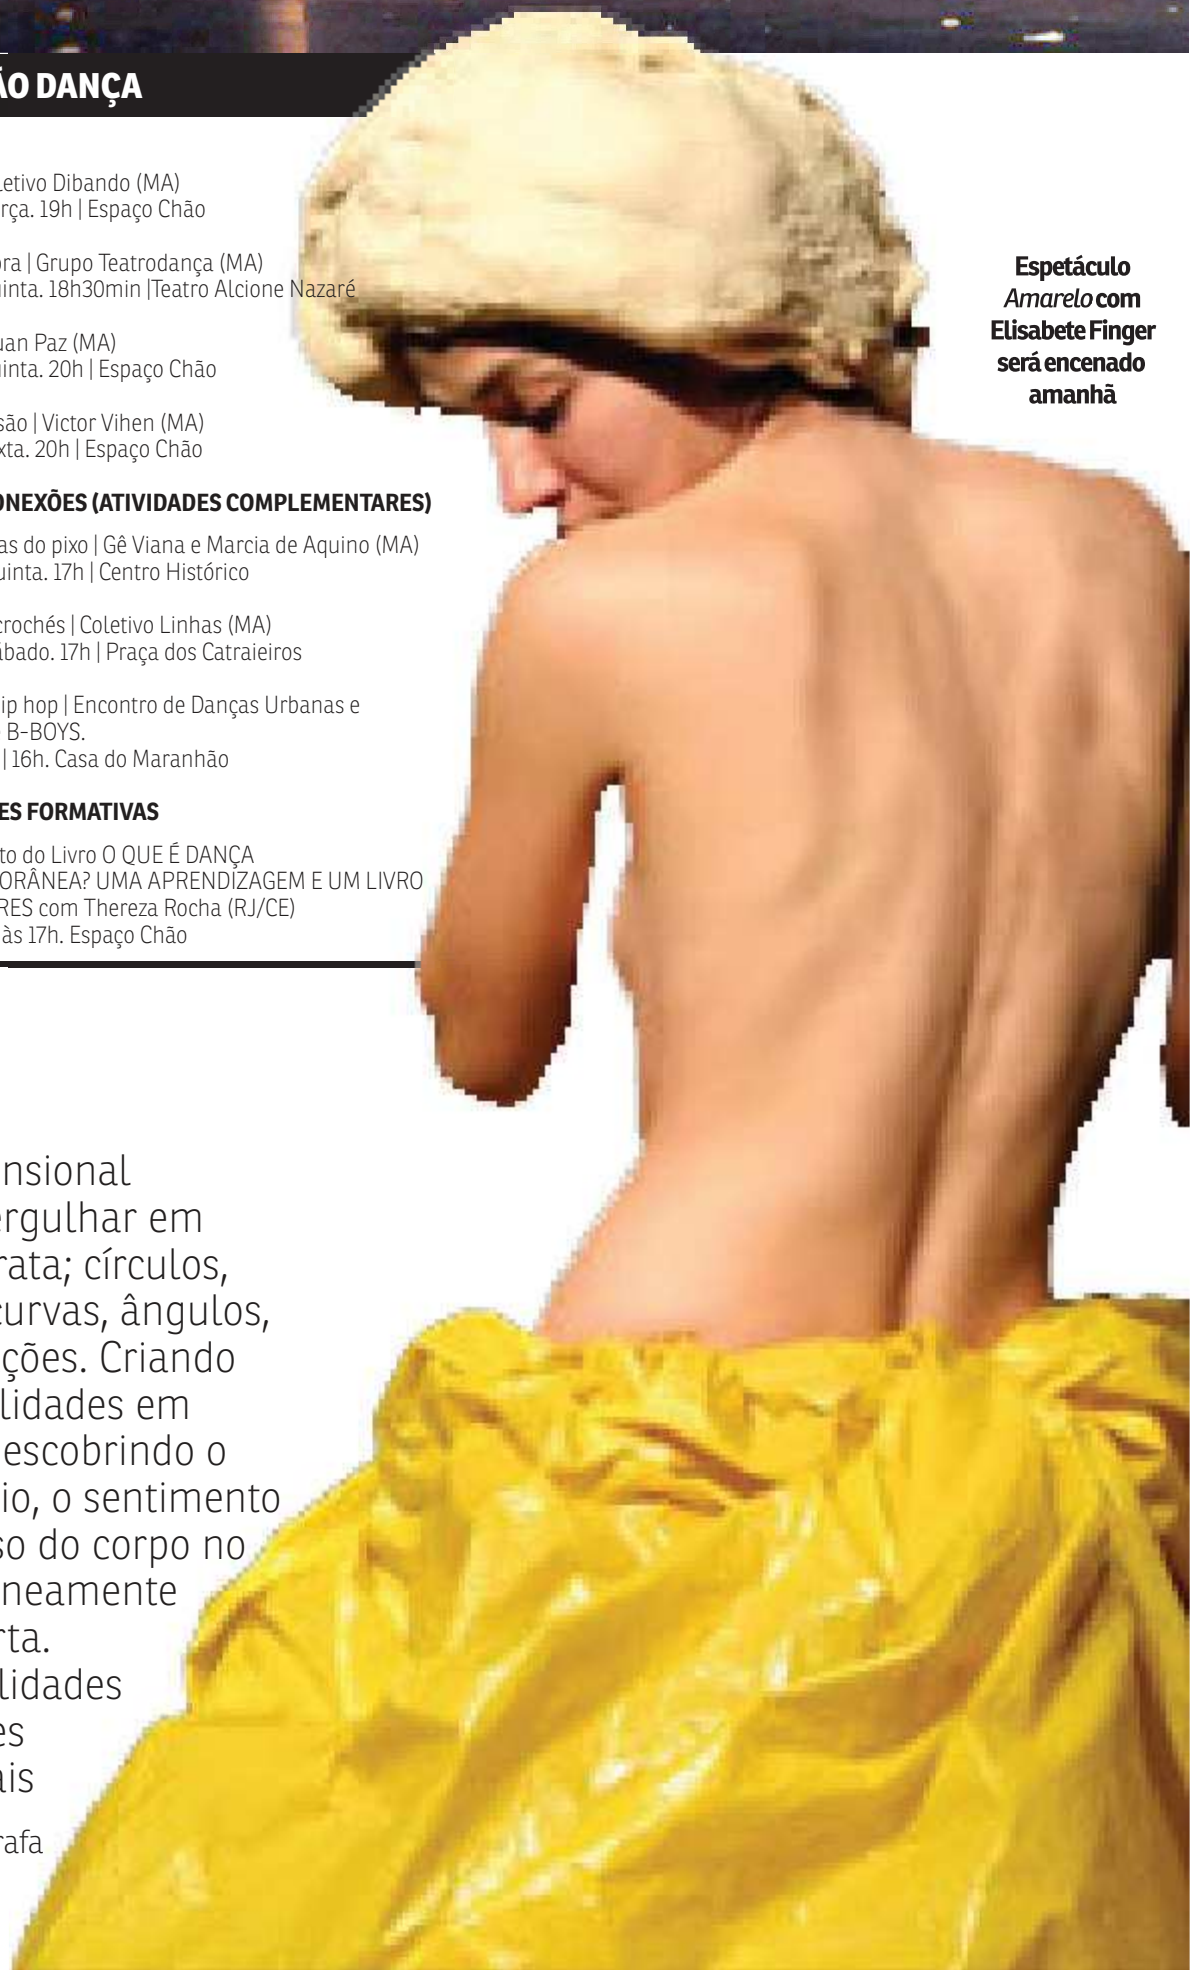 ÃO DANÇA
letivo Dibando (MA)
rça. 19h | Espaço Chão
ora | Grupo Teatrodança (MA)
uinta. 18h30min |Teatro Alcione Nazaré
uan Paz (MA)
uinta. 20h | Espaço Chão
são | Victor Vihen (MA)
xta. 20h | Espaço Chão
ONEXÕES (ATIVIDADES COMPLEMENTARES)
as do pixo | Gê Viana e Marcia de Aquino (MA)
uinta. 17h | Centro Histórico
crochés | Coletivo Linhas (MA)
ábado. 17h | Praça dos Catraieiros
ip hop | Encontro de Danças Urbanas e
B-BOYS.
| 16h. Casa do Maranhão
ES FORMATIVAS
to do Livro O QUE É DANÇA
ORÂNEA? UMA APRENDIZAGEM E UM LIVRO
RES com Thereza Rocha (RJ/CE)
às 17h. Espaço Chão
Espetáculo
Amarelo com
Elisabete Finger
será encenado
amanhã
nsional
ergulhar em
rata; círculos,
curvas, ângulos,
ções. Criando
lidades em
escobrindo o
io, o sentimento
so do corpo no
neamente
rta.
lidades
es
ais
rafa